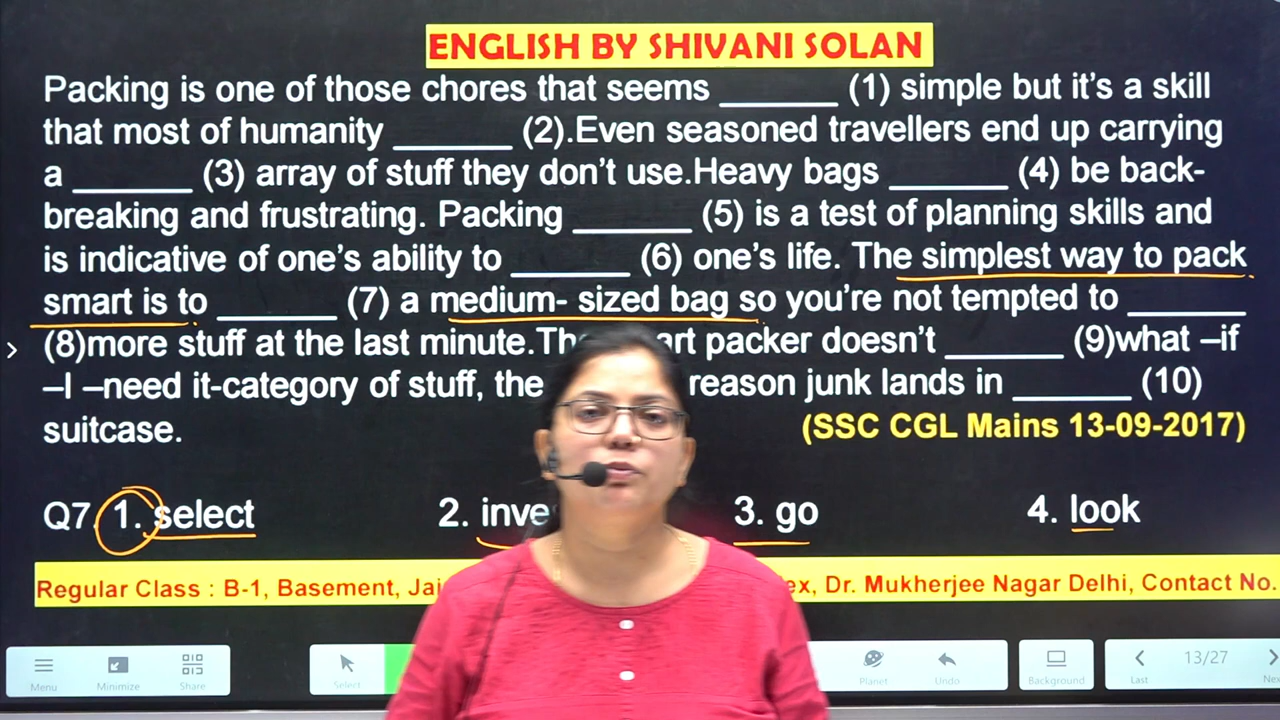 ENGLISH BY SHIVANI SOLAN
Packing is one of those chores that seems _______ (1) simple but it's a skill
that most of humanity _______ (2).Even seasoned travellers end up carrying
a _______ (3) array of stuff they don't use.Heavy bags _______ (4) be back-
breaking and frustrating. Packing _______ (5) is a test of planning skills and
is indicative of one's ability to _______ (6) one's life. The simplest way to pack
smart is to _______ (7) a medium- sized bag so you're not tempted to _______
(8)more stuff at the last minute. packer doesn't _______ (9)what –if
–I –need it-category of stuff, the reason junk lands in _______ (10)
suitcase.
(SSC CGL Mains 13-09-2017)
Q7. 1. select 2. 3. go 4. look
Regular Class : B-1, Basement, Dr. Mukherjee Nagar Delhi, Contact No.
Menu Minimize Share Select Planet Undo Background Last 13/27